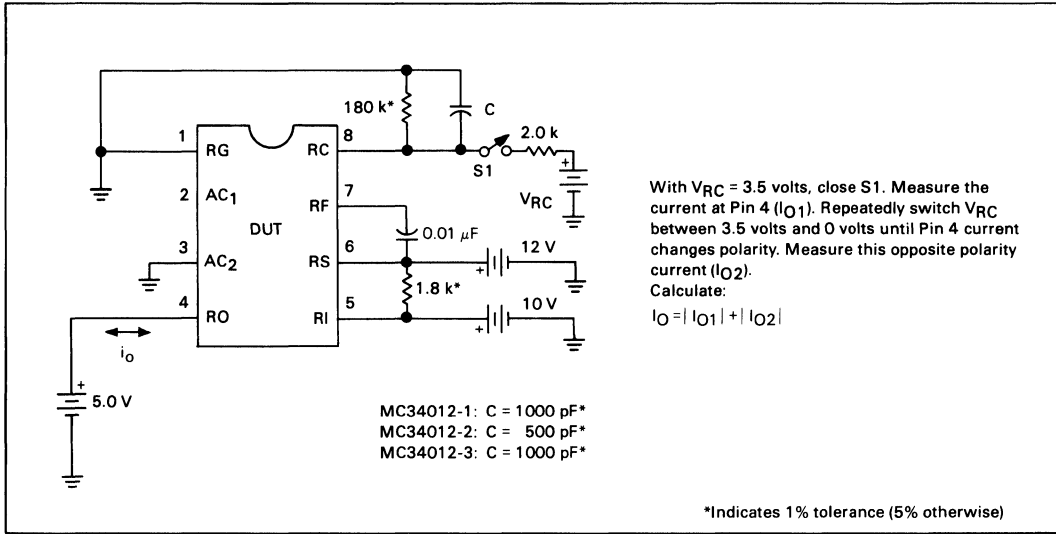 180 k*
C
1
RG
RC
8
S1
2.0 k
+
VRC
2
AC1
RF
7
DUT
0.01 µF
3
AC2
RS
6
12 V
+
1.8 k*
4
RO
RI
5
10 V
+
io
+
5.0 V
MC34012-1: C = 1000 pF*
MC34012-2: C = 500 pF*
MC34012-3: C = 1000 pF*
With VRC = 3.5 volts, close S1. Measure the
current at Pin 4 (IO1). Repeatedly switch VRC
between 3.5 volts and 0 volts until Pin 4 current
changes polarity. Measure this opposite polarity
current (IO2).
Calculate:
IO = | IO1 | + | IO2 |
*Indicates 1% tolerance (5% otherwise)